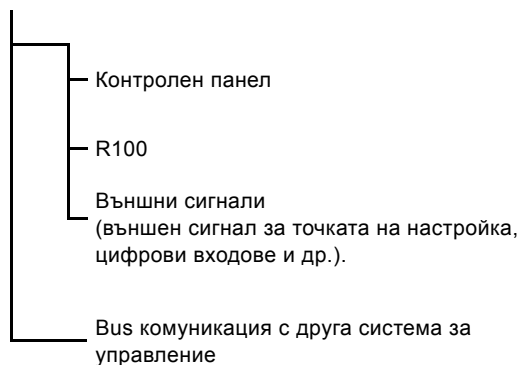 Контролен панел
R100
Външни сигнали
(външен сигнал за точката на настройка,
цифрови входове и др.).
Bus комуникация с друга система за
управление